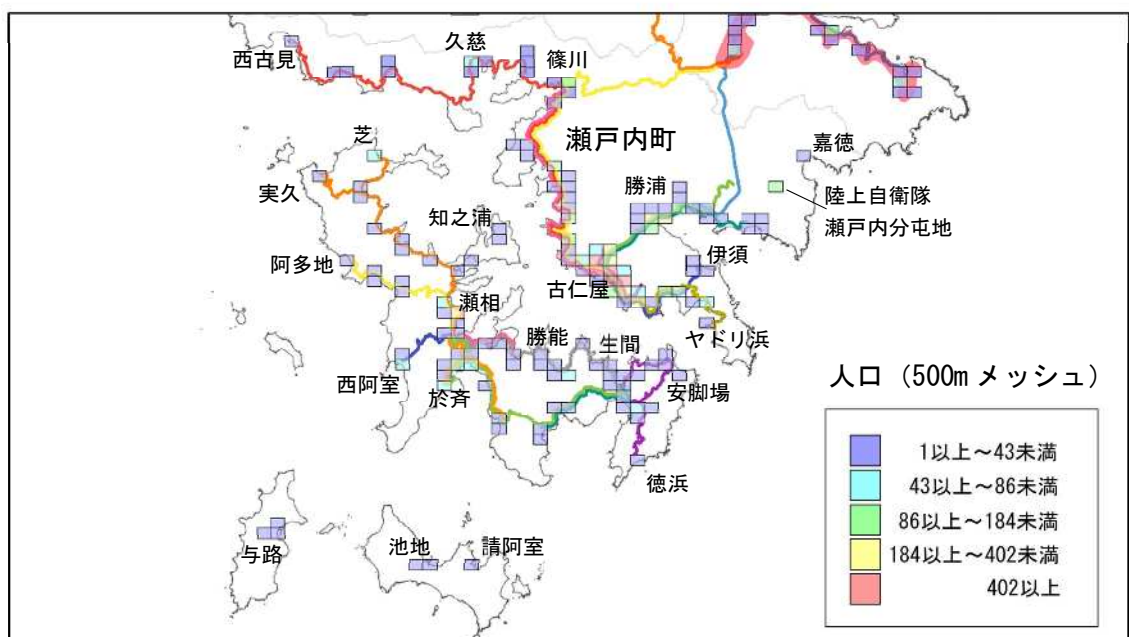 久慈
西古見
篠川
瀬戸内町
芝
嘉徳
実久
勝浦
陸上自衛隊
瀬戸内分屯地
知之浦
伊須
阿多地
古仁屋
瀬相
ヤドリ浜
勝能
生間
西阿室
於斉
安脚場
人口（500mメッシュ）
1以上～43未満
43以上～86未満
86以上～184未満
184以上～402未満
402以上
徳浜
与路
池地
請阿室